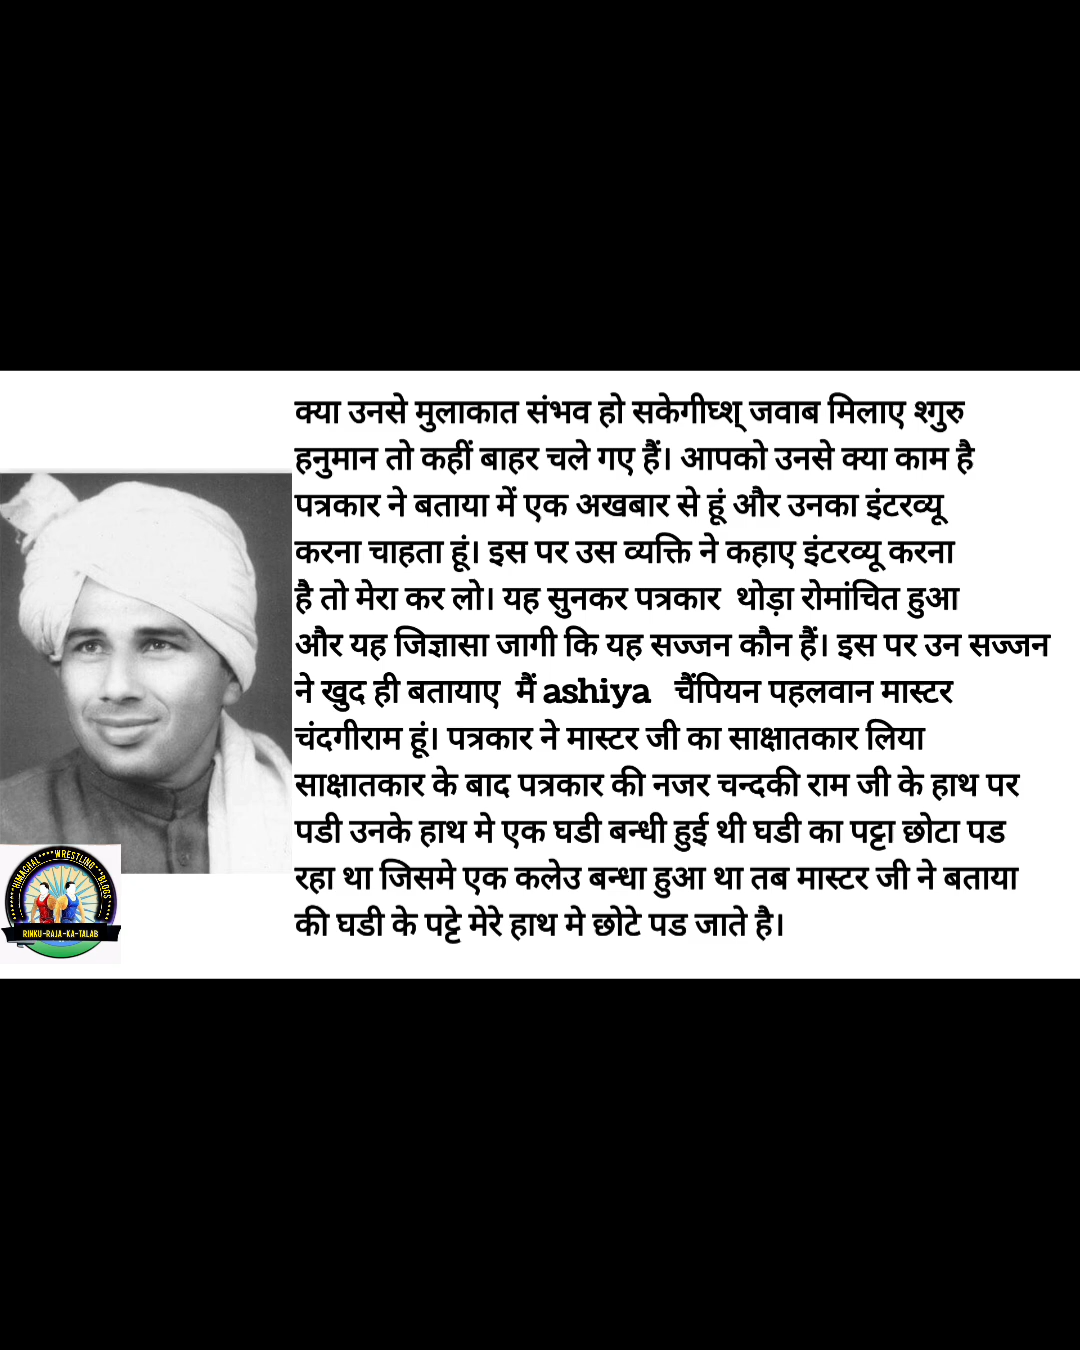 क्या उनसे मुलाकात संभव हो सकेगीघ्श् जवाब मिलाए श्गुरु
हनुमान तो कहीं बाहर चले गए हैं। आपको उनसे क्या काम है
पत्रकार ने बताया में एक अखबार से हूं और उनका इंटरव्यू
करना चाहता हूं। इस पर उस व्यक्ति ने कहाए इंटरव्यू करना
है तो मेरा कर लो। यह सुनकर पत्रकार थोड़ा रोमांचित हुआ
और यह जिज्ञासा जागी कि यह सज्जन कौन हैं। इस पर उन सज्जन
ने खुद ही बतायाए मैं ashiya चैंपियन पहलवान मास्टर
चंदगीराम हूं। पत्रकार ने मास्टर जी का साक्षातकार लिया
साक्षातकार के बाद पत्रकार की नजर चन्दकी राम जी के हाथ पर
पडी उनके हाथ मे एक घडी बन्धी हुई थी घडी का पट्टा छोटा पड
रहा था जिसमे एक कलेउ बन्धा हुआ था तब मास्टर जी ने बताया
की घडी के पट्टे मेरे हाथ मे छोटे पड जाते है।
HIMACHAL****WRESTLING***BLOGS
RINKU-RAJA-KA-TALAB